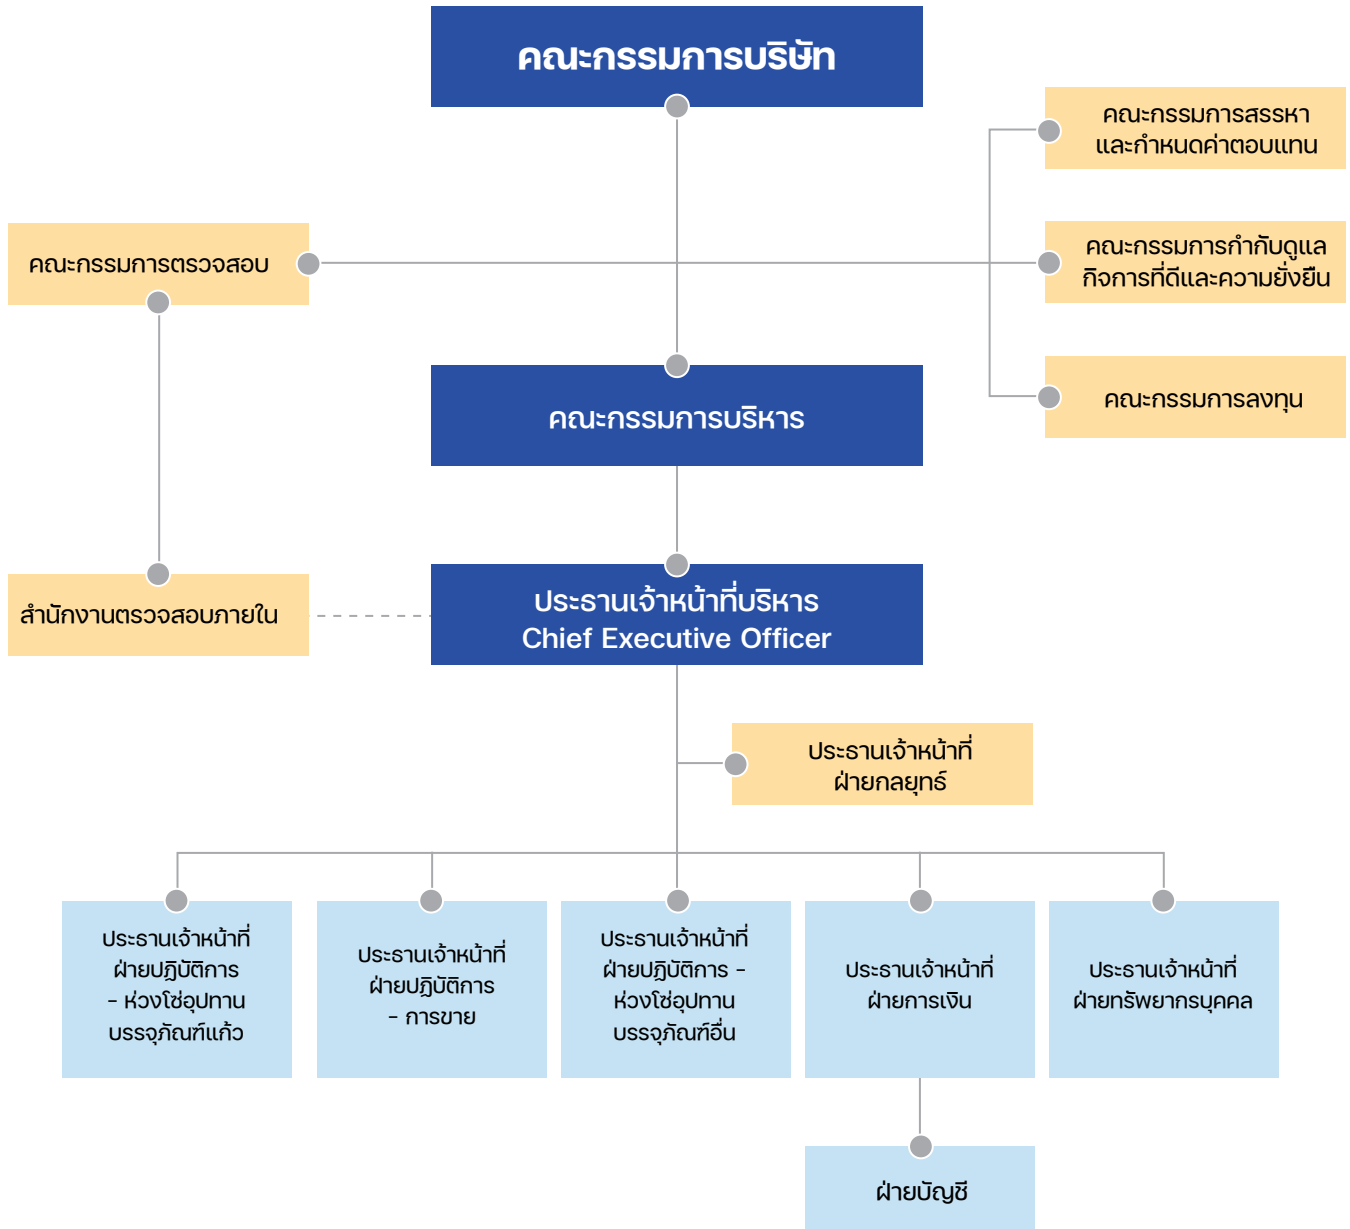 คณะกรรมการบริษัท
คณะกรรมการสรรหา
และกำหนดค่าตอบแทน
คณะกรรมการตรวจสอบ
คณะกรรมการกำกับดูแล
กิจการที่ดีและความยั่งยืน
คณะกรรมการลงทุน
คณะกรรมการบริหาร
สำนักงานตรวจสอบภายใน
ประธานเจ้าหน้าที่บริหาร
Chief Executive Officer
ประธานเจ้าหน้าที่
ฝ่ายกลยุทธ์
ประธานเจ้าหน้าที่
ฝ่ายปฏิบัติการ
- ห่วงโซ่อุปทาน
บรรจุภัณฑ์แก้ว
ประธานเจ้าหน้าที่
ฝ่ายปฏิบัติการ
- การขาย
ประธานเจ้าหน้าที่
ฝ่ายปฏิบัติการ -
ห่วงโซ่อุปทาน
บรรจุภัณฑ์อื่น
ประธานเจ้าหน้าที่
ฝ่ายการเงิน
ประธานเจ้าหน้าที่
ฝ่ายทรัพยากรบุคคล
ฝ่ายบัญชี